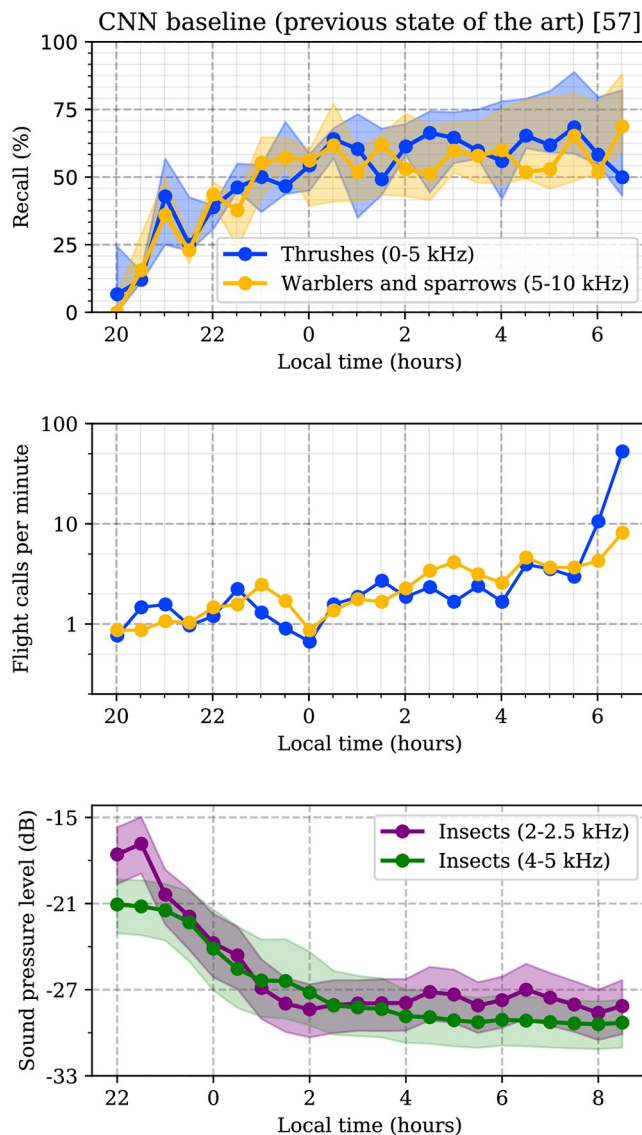 CNN baseline (previous state of the art) [57]
100
75
50
25
0
Recall (%)
Thrushes (0-5 kHz)
Warblers and sparrows (5-10 kHz)
20 22 0 2 4 6
Local time (hours)
100
10
1
Flight calls per minute
20 22 0 2 4 6
Local time (hours)
-15
-21
-27
-33
Sound pressure level (dB)
Insects (2-2.5 kHz)
Insects (4-5 kHz)
22 0 2 4 6 8
Local time (hours)